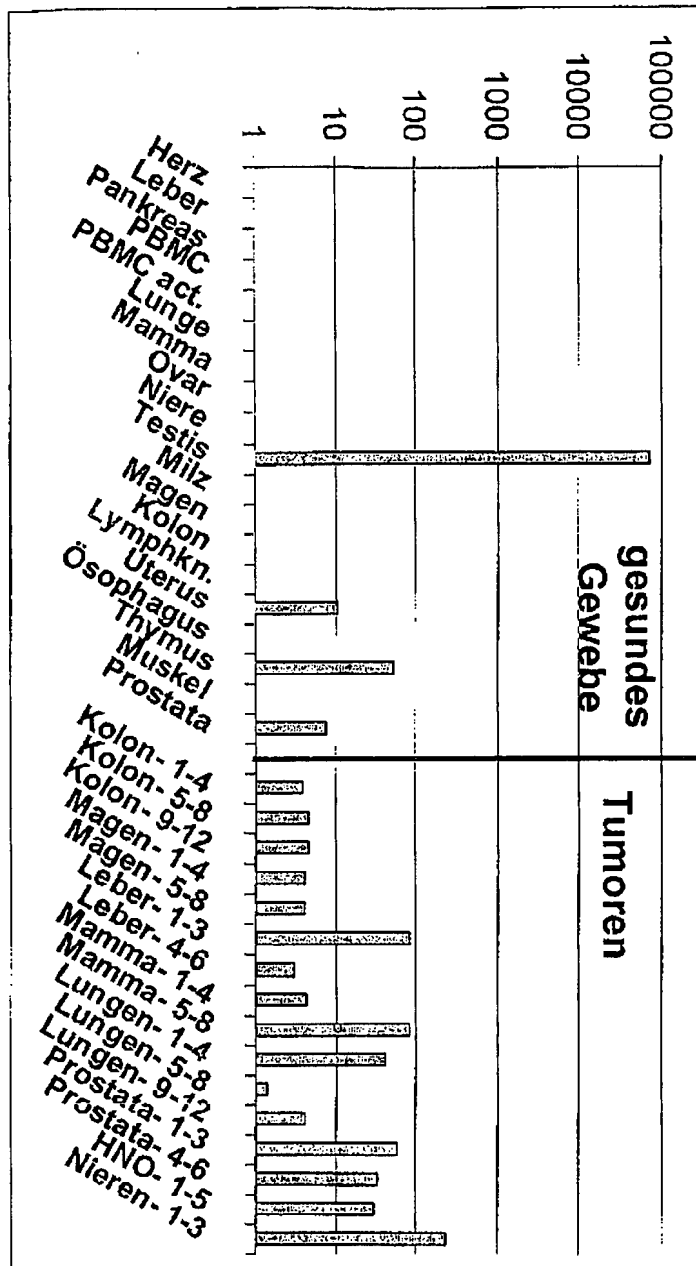 100000
10000
1000
100
10
1
gesundes
Gewebe
Tumoren
Herz
Leber
Pankreas
PBMC
PBMC act.
Lunge
Mamma
Ovar
Niere
Testis
Milz
Magen
Kolon
Lymphkn.
Uterus
Ösophagus
Thymus
Muskel
Prostata
Kolon- 1-4
Kolon- 5-8
Kolon- 9-12
Magen- 1-4
Magen- 5-8
Leber- 1-3
Leber- 4-6
Mamma- 1-4
Mamma- 5-8
Lungen- 1-4
Lungen- 5-8
Lungen- 9-12
Prostata- 1-3
Prostata- 4-6
HNO- 1-5
Nieren- 1-3